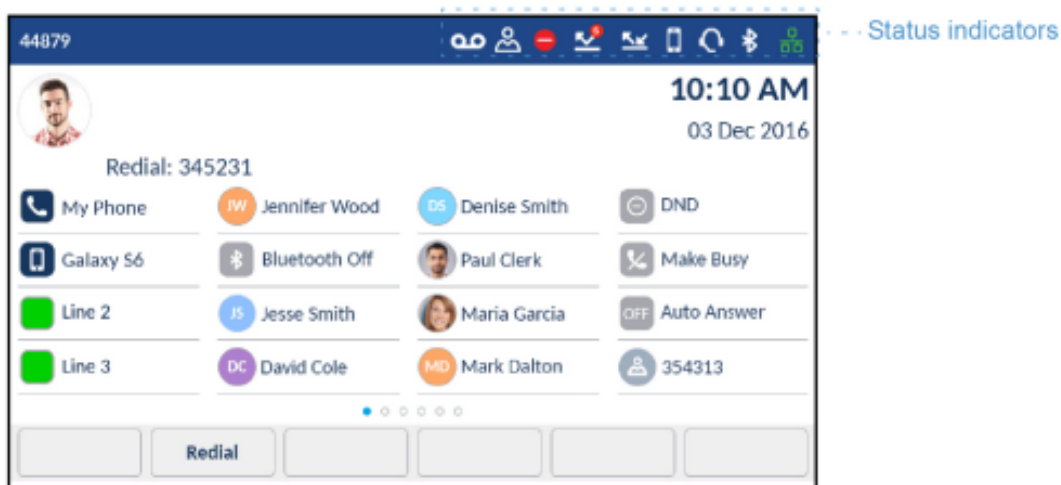 44879
Status indicators
10:10 AM
03 Dec 2016
Redial: 345231
My Phone
JW Jennifer Wood
DS Denise Smith
DND
Galaxy S6
Bluetooth Off
Paul Clerk
Make Busy
Line 2
JS Jesse Smith
Maria Garcia
OFF Auto Answer
Line 3
DC David Cole
MD Mark Dalton
354313
Redial